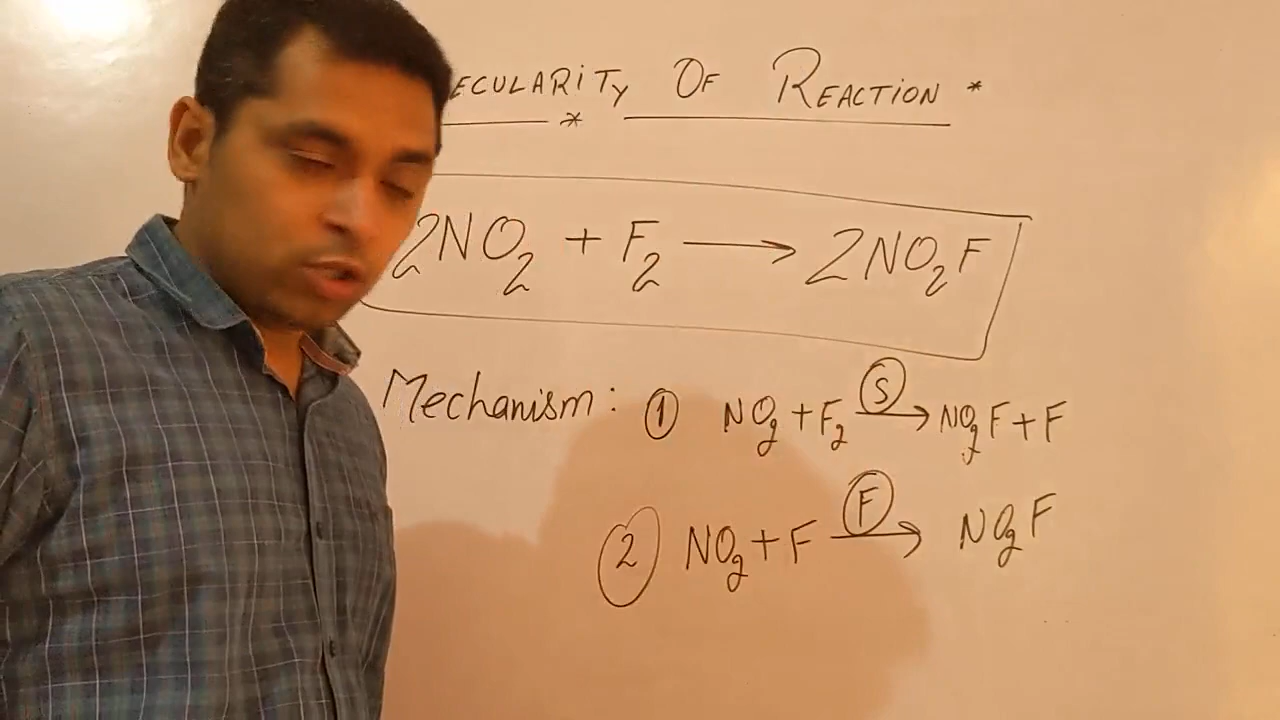 ECULARITY OF REACTION *
*
2NO2 + F2 → 2NO2F
Mechanism: ① NO2 + F2 Ⓢ→ NO2F + F
② NO2 + F Ⓕ→ NO2F